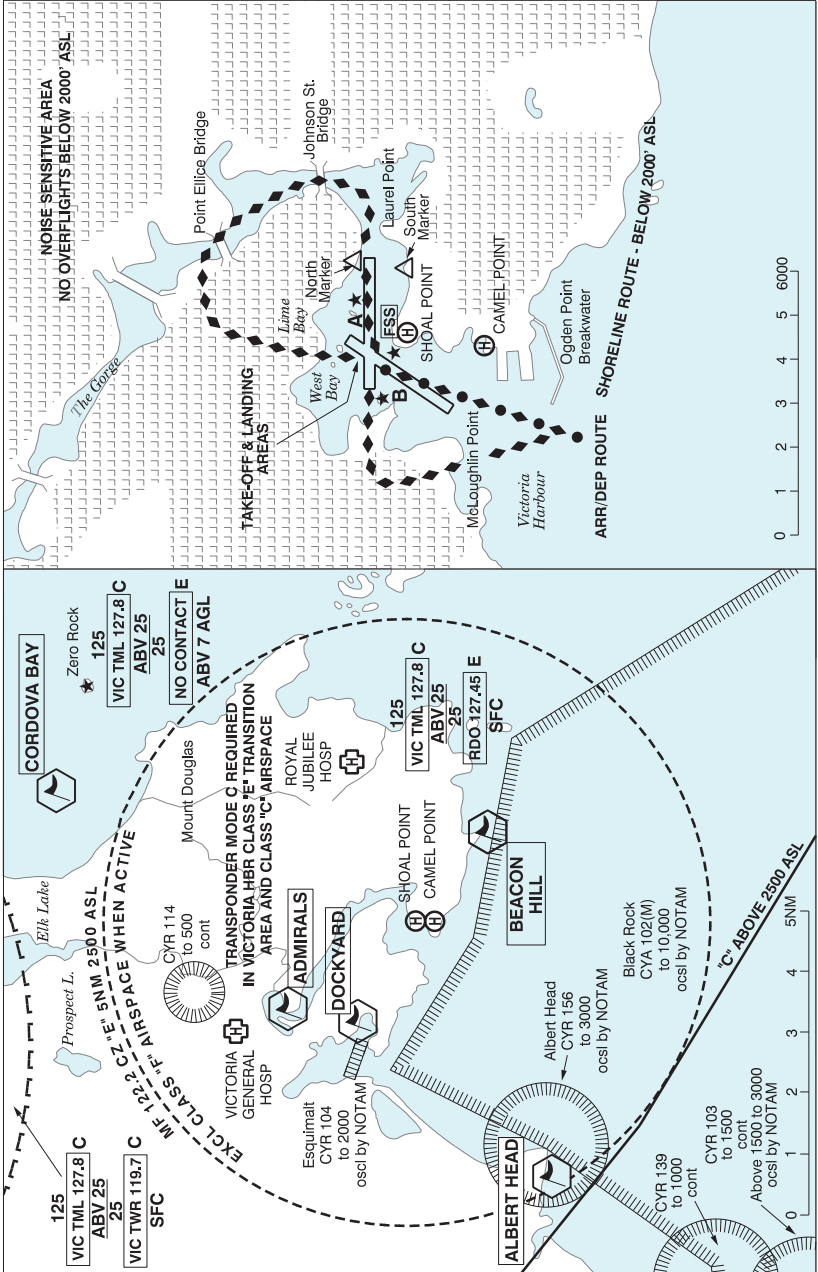 NOISE SENSITIVE AREA
NO OVERFLIGHTS BELOW 2000' ASL
Point Ellice Bridge
Johnson St.
Bridge
The Gorge
Lime
Bay
North
Marker
Laurel Point
South
Marker
West
Bay
A
FSS
H
SHOAL POINT
H
CAMEL POINT
B
TAKE-OFF & LANDING
AREAS
McLoughlin Point
Victoria
Harbour
Ogden Point
Breakwater
ARR/DEP ROUTE
SHORELINE ROUTE - BELOW 2000' ASL
0
1
2
3
4
5
6000
CORDOVA BAY
Zero Rock
125
VIC TML 127.8 C
ABV 25
25
NO CONTACT E
ABV 7 AGL
Elk Lake
Prospect L.
MF 122.2 CZ "E" 5NM 2500 ASL
EXCL CLASS "F" AIRSPACE WHEN ACTIVE
125
VIC TML 127.8 C
ABV 25
25
VIC TWR 119.7 C
SFC
Mount Douglas
CYR 114
to 500
cont
TRANSPONDER MODE C REQUIRED
IN VICTORIA HBR CLASS "E" TRANSITION
AREA AND CLASS "C" AIRSPACE
ROYAL
JUBILEE
HOSP
H
VICTORIA
GENERAL
HOSP
H
ADMIRALS
DOCKYARD
125
VIC TML 127.8 C
ABV 25
25
RDO 127.45 E
SFC
SHOAL POINT
CAMEL POINT
H
H
Esquimalt
CYR 104
to 2000
oscl by NOTAM
BEACON
HILL
Albert Head
CYR 156
to 3000
ocsl by NOTAM
Black Rock
CYA 102(M)
to 10,000
ocsl by NOTAM
ALBERT HEAD
"C" ABOVE 2500 ASL
CYR 139
to 1000
cont
CYR 103
to 1500
cont
Above 1500 to 3000
ocsl by NOTAM
0
1
2
3
4
5NM